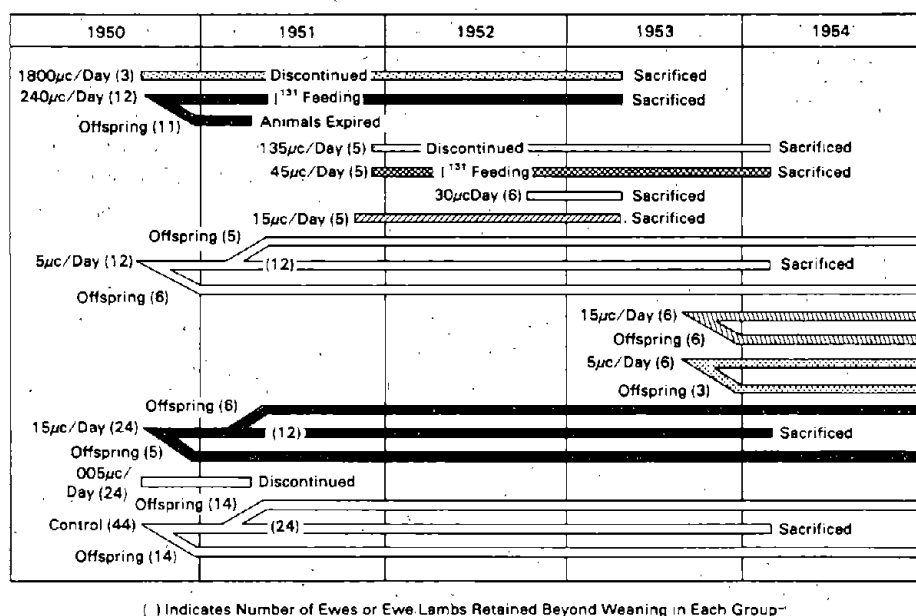 1950 1951 1952 1953 1954
1800µc/Day (3) Discontinued Sacrificed
240µc/Day (12) I¹³¹ Feeding Sacrificed
Offspring (11) Animals Expired
135µc/Day (5) Discontinued Sacrificed
45µc/Day (5) I¹³¹ Feeding Sacrificed
30µcDay (6) Sacrificed
15µc/Day (5) Sacrificed
Offspring (5)
5µc/Day (12) (12) Sacrificed
Offspring (6)
15µc/Day (6)
Offspring (6)
5µc/Day (6)
Offspring (3)
Offspring (6)
15µc/Day (24) (12) Sacrificed
Offspring (5)
005µc/
Day (24) Discontinued
Offspring (14)
Control (44) (24) Sacrificed
Offspring (14)
( ) Indicates Number of Ewes or Ewe Lambs Retained Beyond Weaning in Each Group